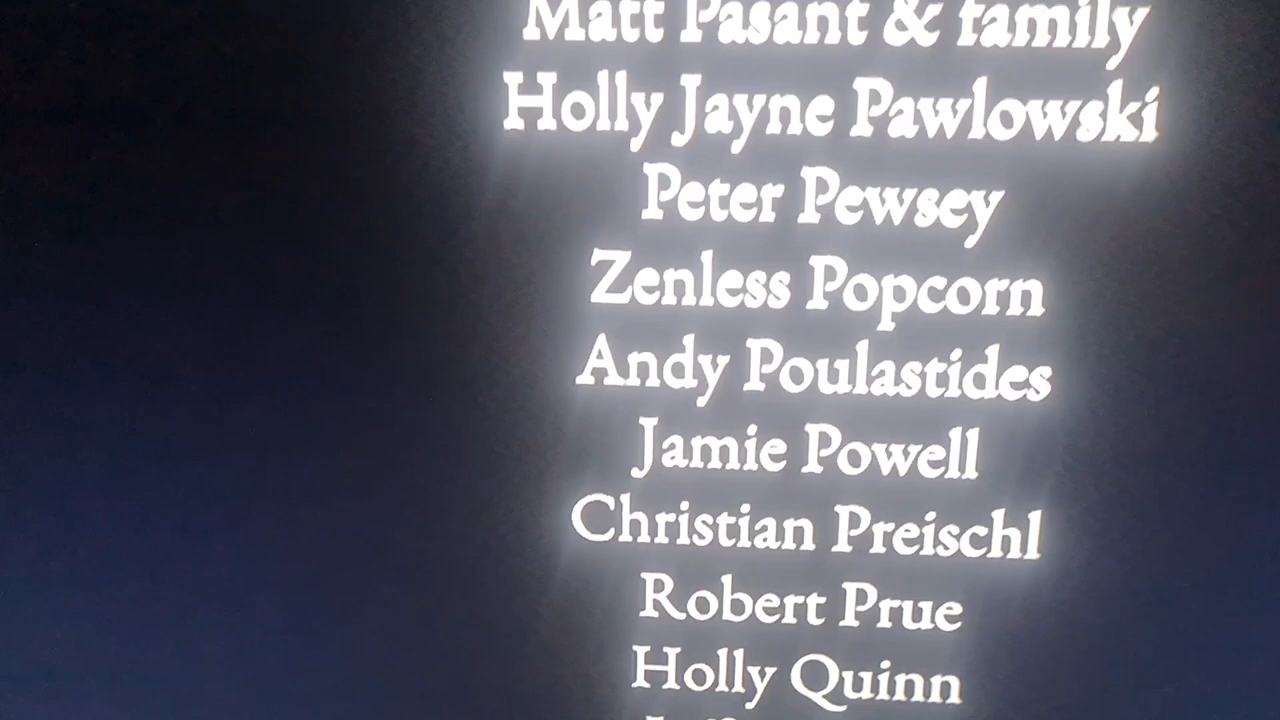 Matt Pasant & family
Holly Jayne Pawlowski
Peter Pewsey
Zenless Popcorn
Andy Poulastides
Jamie Powell
Christian Preischl
Robert Prue
Holly Quinn